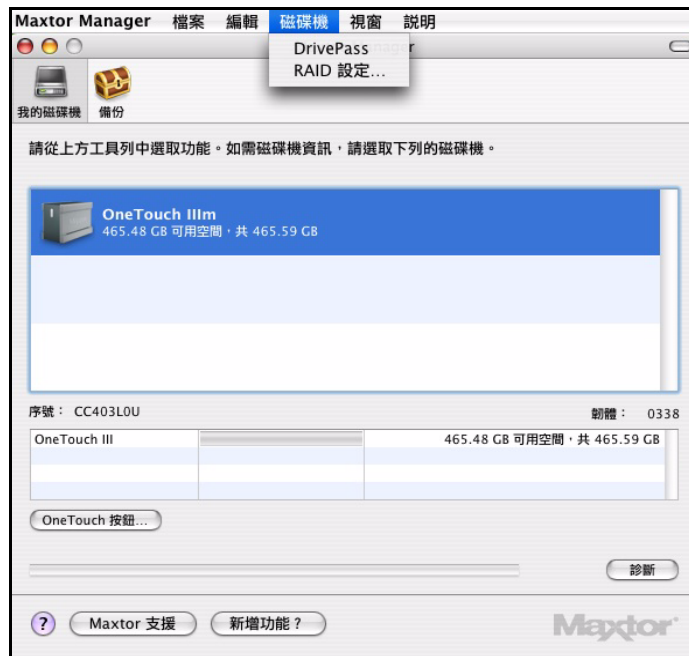 Maxtor Manager 檔案 編輯 磁碟機 視窗 說明
DrivePass
RAID 設定...
我的磁碟機 備份
請從上方工具列中選取功能。如需磁碟機資訊，請選取下列的磁碟機。
OneTouch IIIm
465.48 GB 可用空間，共 465.59 GB
序號： CC403L0U 韌體： 0338
OneTouch III 465.48 GB 可用空間，共 465.59 GB
OneTouch 按鈕...
診斷
? Maxtor 支援 新增功能？ Maxtor